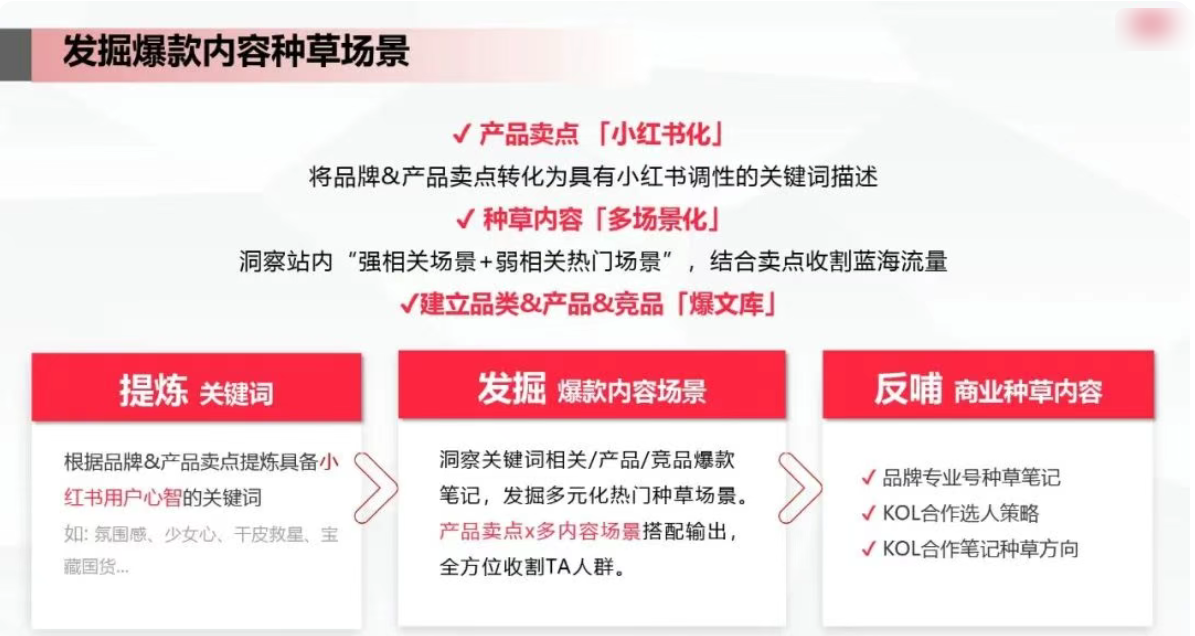 发掘爆款内容种草场景
✓ 产品卖点 「小红书化」
将品牌&产品卖点转化为具有小红书调性的关键词描述
✓ 种草内容「多场景化」
洞察站内“强相关场景+弱相关热门场景”，结合卖点收割蓝海流量
✓建立品类&产品&竞品「爆文库」
提炼 关键词
根据品牌&产品卖点提炼具备小
红书用户心智的关键词
如: 氛围感、少女心、干皮救星、宝
藏国货...
发掘 爆款内容场景
洞察关键词相关/产品/竞品爆款
笔记，发掘多元化热门种草场景。
产品卖点x多内容场景搭配输出，
全方位收割TA人群。
反哺 商业种草内容
✓ 品牌专业号种草笔记
✓ KOL合作选人策略
✓ KOL合作笔记种草方向